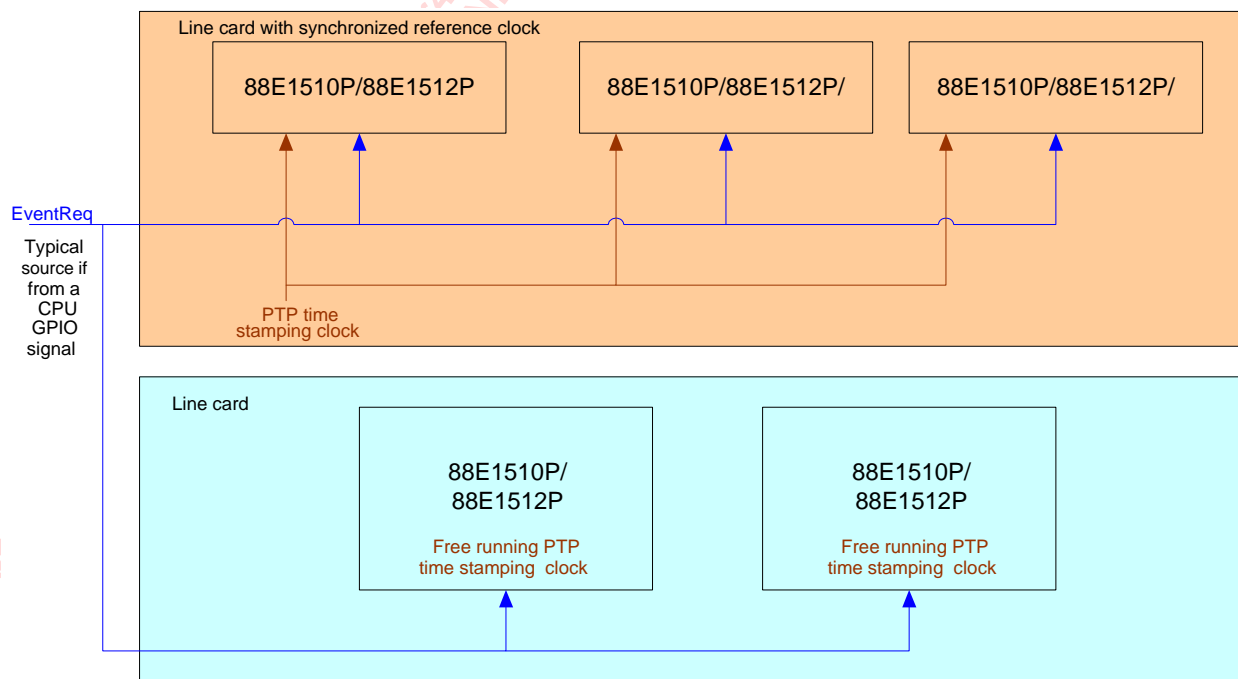 Line card with synchronized reference clock
88E1510P/88E1512P
88E1510P/88E1512P/
88E1510P/88E1512P/
EventReq
Typical
source if
from a
CPU
GPIO
signal
PTP time
stamping clock
Line card
88E1510P/
88E1512P
Free running PTP
time stamping clock
88E1510P/
88E1512P
Free running PTP
time stamping clock